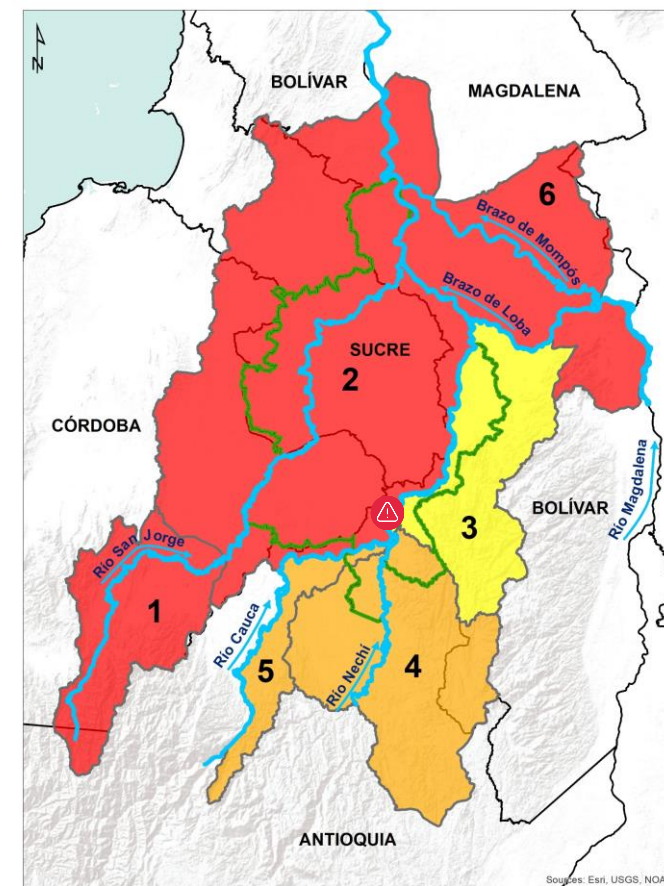 N
BOLÍVAR
MAGDALENA
6
Brazo de Mompós
Brazo de Loba
SUCRE
2
CÓRDOBA
Río Magdalena
BOLÍVAR
3
Río San Jorge
1
Río Cauca
5
Río Nechí
4
ANTIOQUIA
Sources: Esri, USGS, NOA